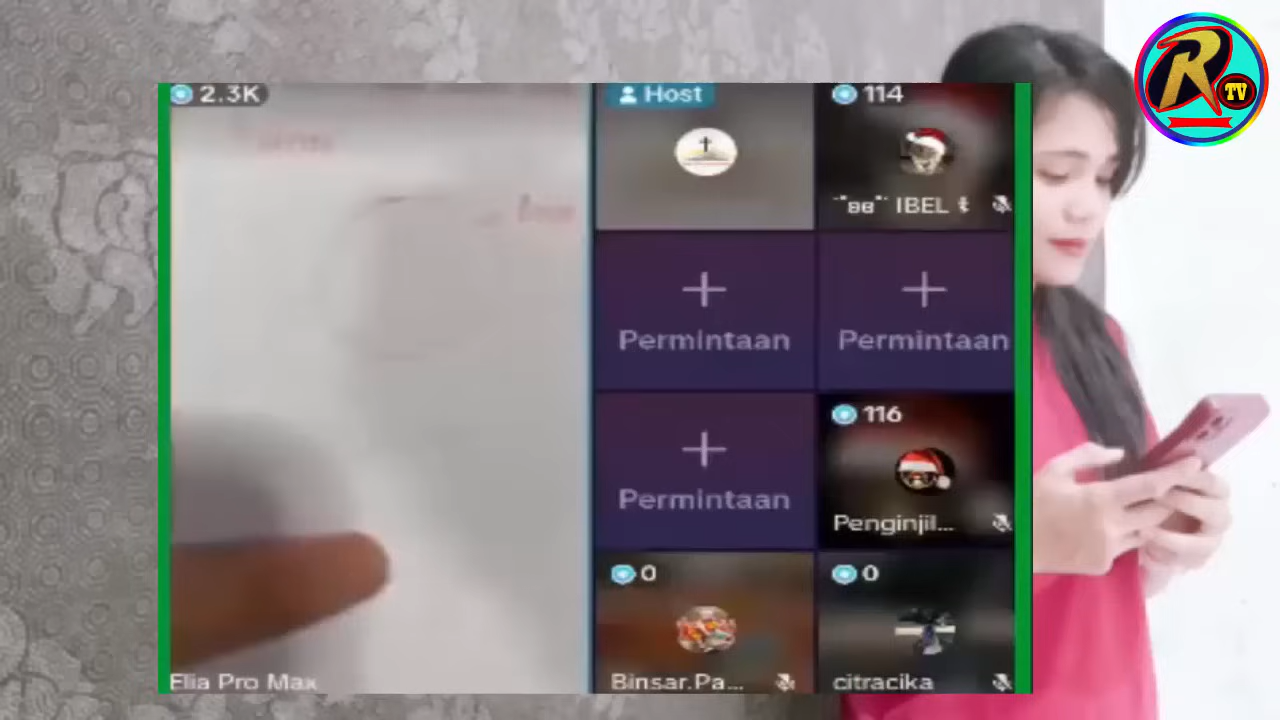 R
TV
2.3K
Host
114
IBEL
Permintaan
Permintaan
Permintaan
116
Penginjil...
0
0
Elia Pro Max
Binsar.Pa...
citracika